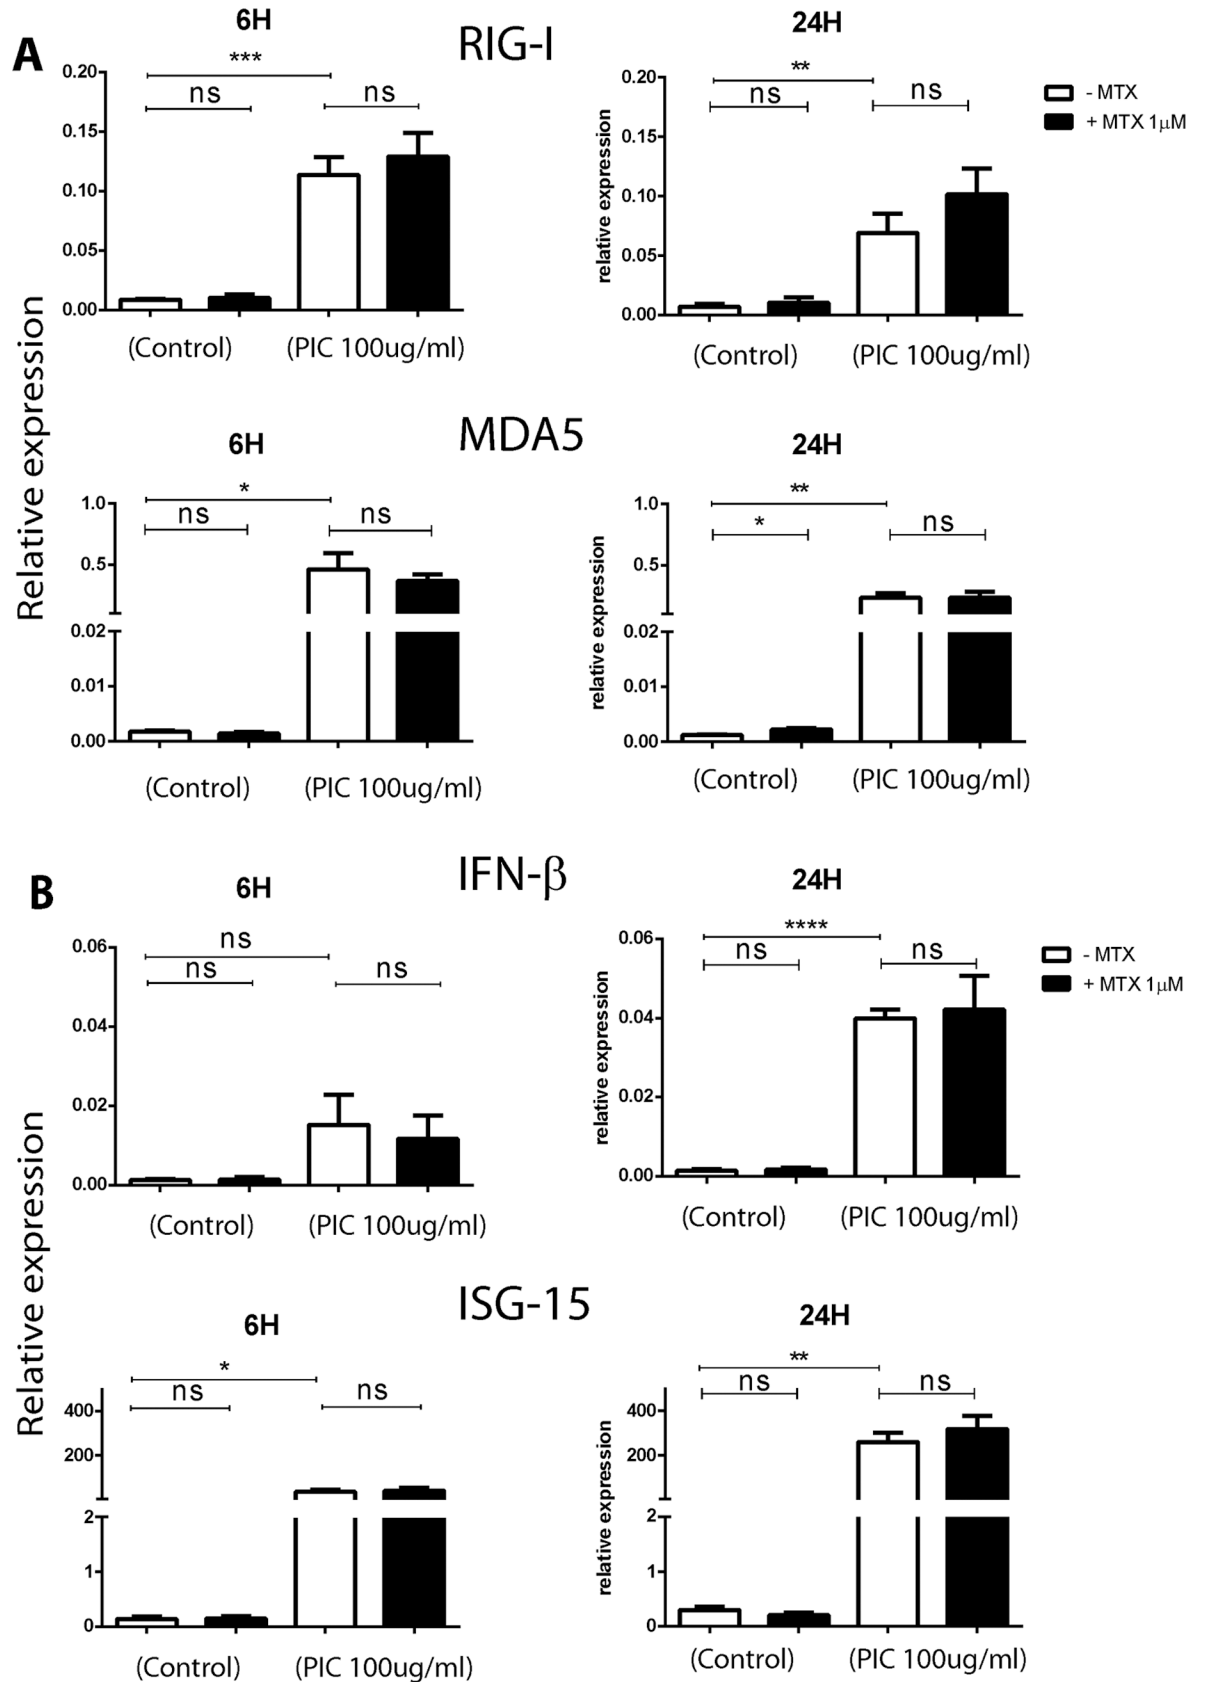 A
6H
RIG-I
24H
***
ns
ns
0.20
0.15
0.10
0.05
0.00
(Control)
(PIC 100ug/ml)
**
ns
ns
relative expression
0.20
0.15
0.10
0.05
0.00
(Control)
(PIC 100ug/ml)
- MTX
+ MTX 1µM
Relative expression
6H
MDA5
24H
*
ns
ns
1.0
0.5
0.02
0.01
0.00
(Control)
(PIC 100ug/ml)
**
*
ns
relative expression
1.0
0.5
0.02
0.01
0.00
(Control)
(PIC 100ug/ml)
B
6H
IFN-β
24H
ns
ns
ns
0.06
0.04
0.02
0.00
(Control)
(PIC 100ug/ml)
****
ns
ns
relative expression
0.06
0.04
0.02
0.00
(Control)
(PIC 100ug/ml)
- MTX
+ MTX 1µM
Relative expression
6H
ISG-15
24H
*
ns
ns
400
200
2
1
0
(Control)
(PIC 100ug/ml)
**
ns
ns
relative expression
400
200
2
1
0
(Control)
(PIC 100ug/ml)